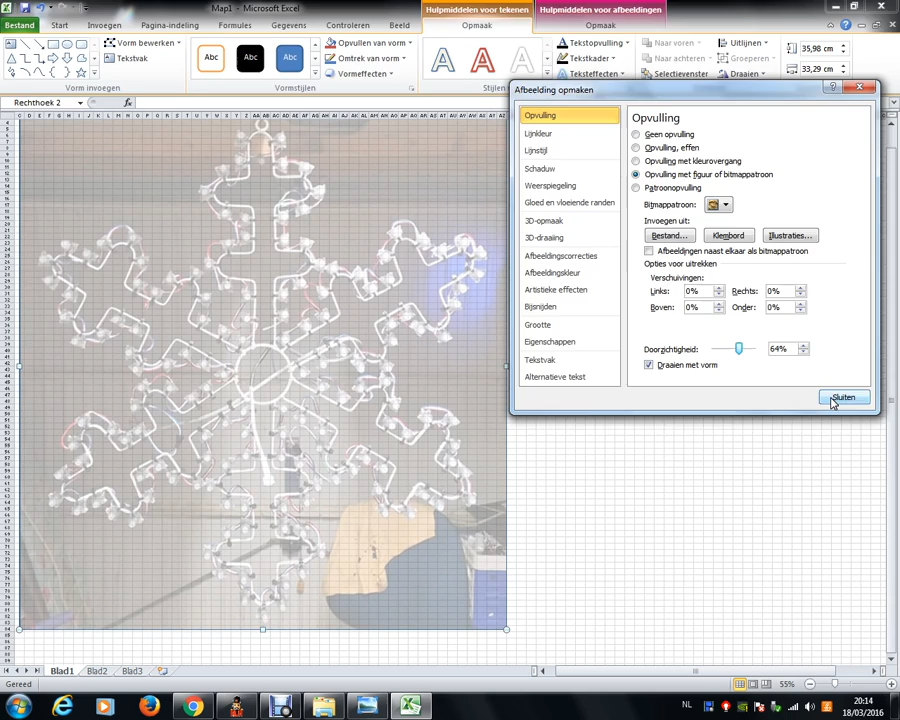 Map1 - Microsoft Excel
Hulpmiddelen voor tekenen
Hulpmiddelen voor afbeeldingen
Bestand Start Invoegen Pagina-indeling Formules Gegevens Controleren Beeld Opmaak Opmaak
Vorm bewerken
Tekstvak
Vorm invoegen
Abc Abc Abc
Opvullen van vorm
Omtrek van vorm
Vormeffecten
Vormstijlen
A A A
Tekstopvulling
Tekstkader
Teksteffecten
Naar voren
Naar achteren
Selectievenster
Uitlijnen
Groeperen
Draaien
35,98 cm
33,29 cm
Rechthoek 2
fx
Afbeelding opmaken
Opvulling
Lijnkleur
Lijnstijl
Schaduw
Weerspiegeling
Gloed en vloeiende randen
3D-opmaak
3D-draaiing
Afbeeldingscorrecties
Afbeeldingskleur
Artistieke effecten
Bijsnijden
Grootte
Eigenschappen
Tekstvak
Alternatieve tekst
Opvulling
Geen opvulling
Opvulling, effen
Opvulling met kleurovergang
Opvulling met figuur of bitmappatroon
Patroonopvulling
Bitmappatroon:
Invoegen uit:
Bestand... Klembord Illustraties...
Afbeeldingen naast elkaar als bitmappatroon
Opties voor uitrekken
Verschuivingen:
Links: 0% Rechts: 0%
Boven: 0% Onder: 0%
Doorzichtigheid: 64%
Draaien met vorm
Sluiten
Blad1 Blad2 Blad3
Gereed
55%
NL
20:14
18/03/2016